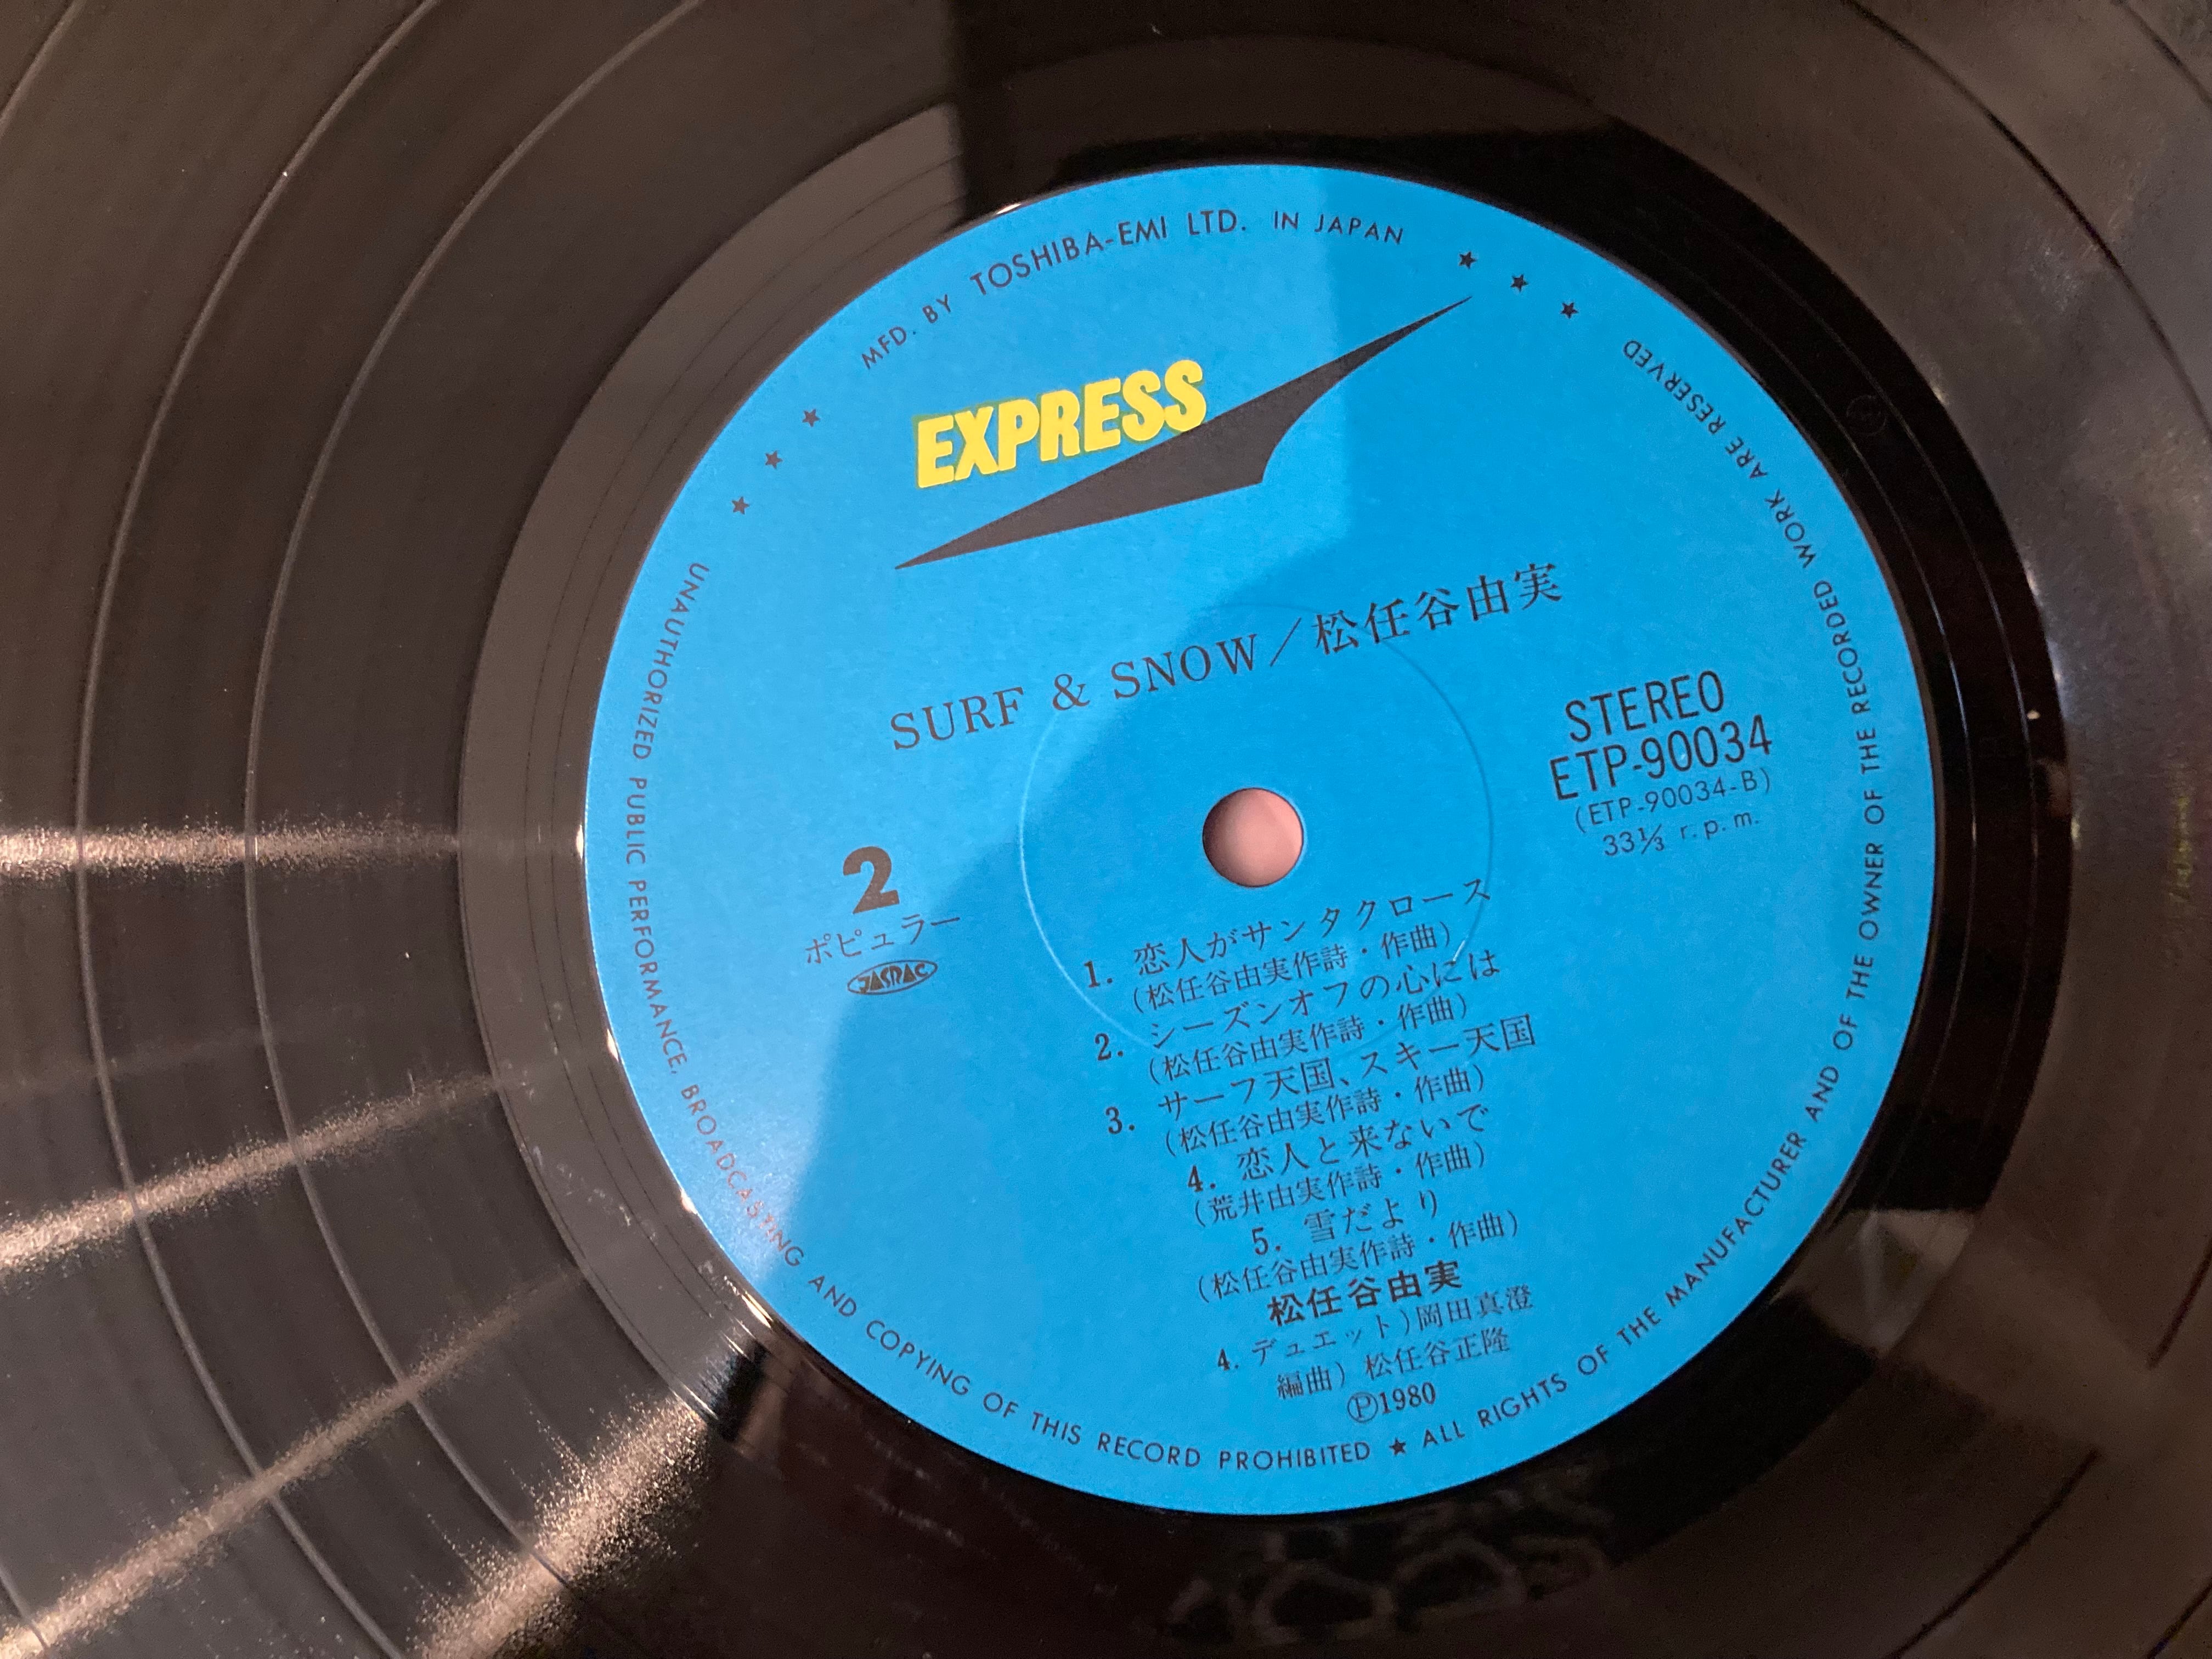 MFD. BY TOSHIBA-EMI LTD. IN JAPAN ★ ★ ★
★ ★ ★
EXPRESS
SURF & SNOW／松任谷由実
STEREO
ETP-90034
(ETP-90034-B)
33⅓ r.p.m.
2
ポピュラー
JASRAC
1. 恋人がサンタクロース
(松任谷由実作詩・作曲)
2. シーズンオフの心には
(松任谷由実作詩・作曲)
3. サーフ天国、スキー天国
(松任谷由実作詩・作曲)
4. 恋人と来ないで
(荒井由実作詩・作曲)
5. 雪だより
(松任谷由実作詩・作曲)
松任谷由実
4. デュエット)岡田真澄
編曲) 松任谷正隆
Ⓟ1980
UNAUTHORIZED PUBLIC PERFORMANCE, BROADCASTING AND COPYING OF THIS RECORD PROHIBITED ★ ALL RIGHTS OF THE MANUFACTURER AND OF THE OWNER OF THE RECORDED WORK ARE RESERVED